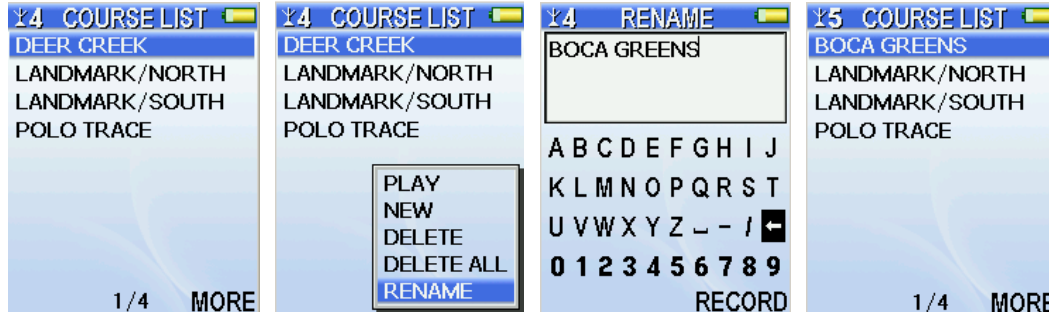 4 COURSE LIST
DEER CREEK
LANDMARK/NORTH
LANDMARK/SOUTH
POLO TRACE
1/4 MORE
4 COURSE LIST
DEER CREEK
LANDMARK/NORTH
LANDMARK/SOUTH
POLO TRACE
PLAY
NEW
DELETE
DELETE ALL
RENAME
4 RENAME
BOCA GREENS
A B C D E F G H I J
K L M N O P Q R S T
U V W X Y Z ⎵ - / ←
0 1 2 3 4 5 6 7 8 9
RECORD
5 COURSE LIST
BOCA GREENS
LANDMARK/NORTH
LANDMARK/SOUTH
POLO TRACE
1/4 MORE